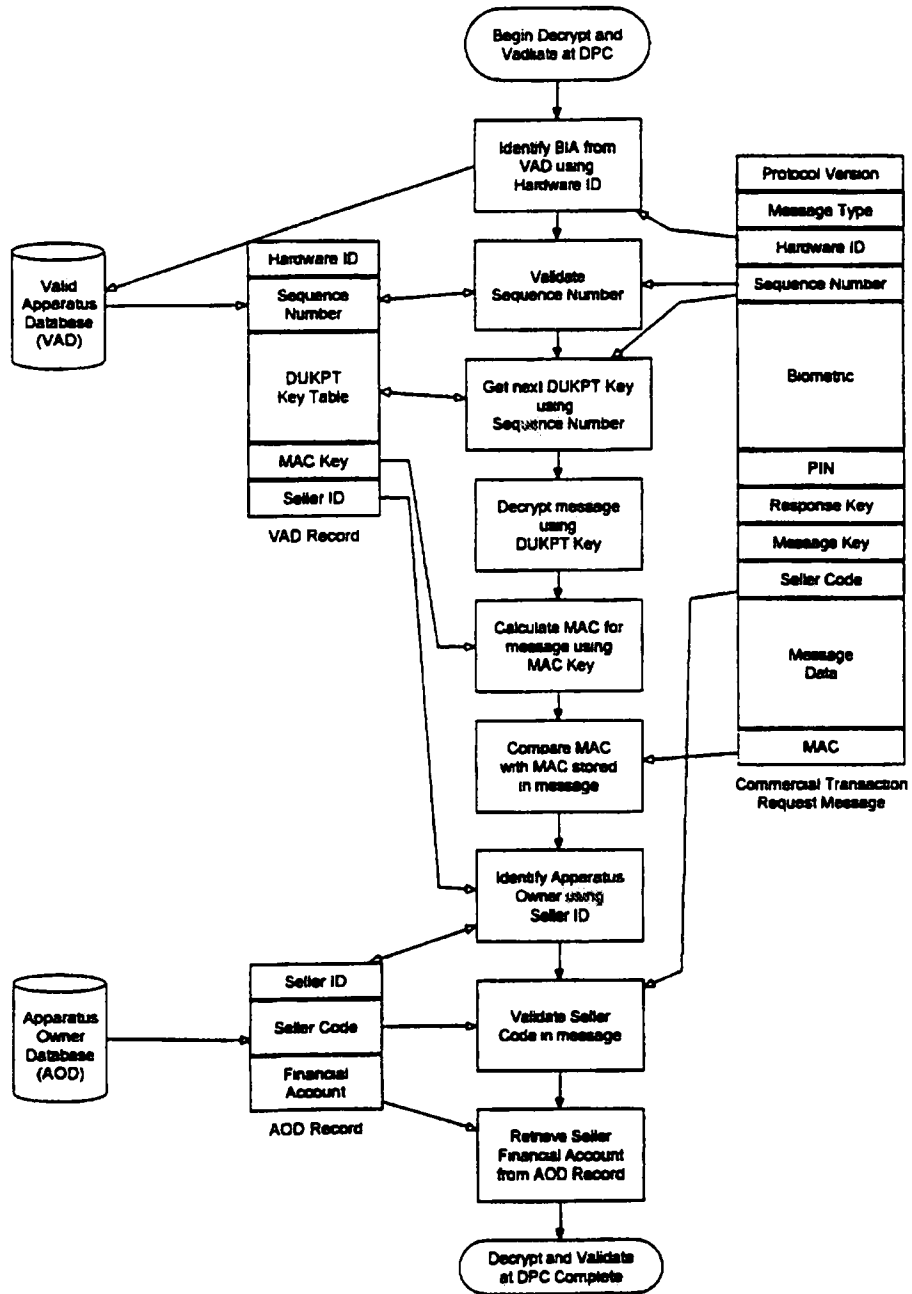 Begin Decrypt and
Validate at DPC
Identify BIA from
VAD using
Hardware ID
Validate
Sequence Number
Get next DUKPT Key
using
Sequence Number
Decrypt message
using
DUKPT Key
Calculate MAC for
message using
MAC Key
Compare MAC
with MAC stored
in message
Identify Apparatus
Owner using
Seller ID
Validate Seller
Code in message
Retrieve Seller
Financial Account
from AOD Record
Decrypt and Validate
at DPC Complete
Valid
Apparatus
Database
(VAD)
Hardware ID
Sequence
Number
DUKPT
Key Table
MAC Key
Seller ID
VAD Record
Apparatus
Owner
Database
(AOD)
Seller ID
Seller Code
Financial
Account
AOD Record
Protocol Version
Message Type
Hardware ID
Sequence Number
Biometric
PIN
Response Key
Message Key
Seller Code
Message
Data
MAC
Commercial Transaction
Request Message